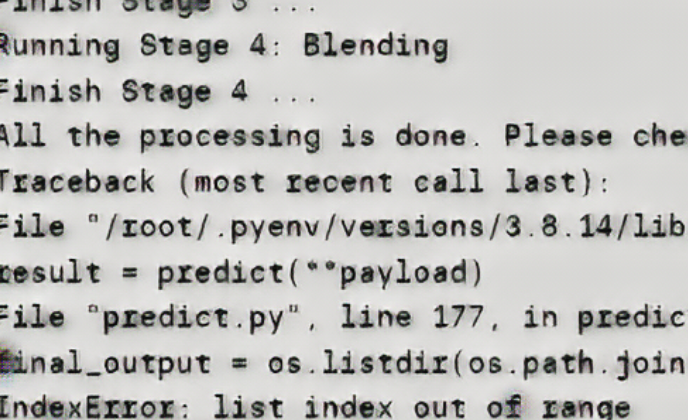 Finish Stage 3 ...
Running Stage 4: Blending
Finish Stage 4 ...
All the processing is done. Please che
Traceback (most recent call last):
File "/root/.pyenv/versions/3.8.14/lib
result = predict(**payload)
File "predict.py", line 177, in predic
final_output = os.listdir(os.path.join
IndexError: list index out of range